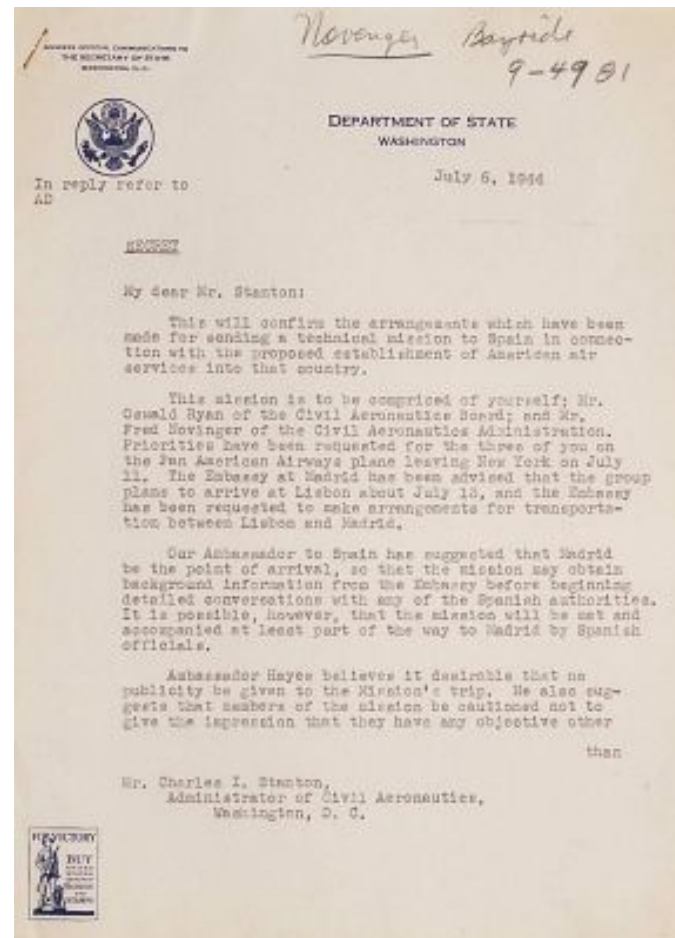 Novenger Bayside
9-4981
ADDRESS OFFICIAL COMMUNICATIONS TO
THE SECRETARY OF STATE
WASHINGTON, D. C.
DEPARTMENT OF STATE
WASHINGTON
In reply refer to
AD
July 6, 1944
SECRET
My dear Mr. Stanton:
This will confirm the arrangements which have been
made for sending a technical mission to Spain in connec-
tion with the proposed establishment of American air
services into that country.
This mission is to be comprised of yourself; Mr.
Oswald Ryan of the Civil Aeronautics Board; and Mr.
Fred Novinger of the Civil Aeronautics Administration.
Priorities have been requested for the three of you on
the Pan American Airways plane leaving New York on July
11. The Embassy at Madrid has been advised that the group
plans to arrive at Lisbon about July 13, and the Embassy
has been requested to make arrangements for transporta-
tion between Lisbon and Madrid.
Our Ambassador to Spain has suggested that Madrid
be the point of arrival, so that the mission may obtain
background information from the Embassy before beginning
detailed conversations with any of the Spanish authorities.
It is possible, however, that the mission will be met and
accompanied at least part of the way to Madrid by Spanish
officials.
Ambassador Hayes believes it desirable that no
publicity be given to the Mission's trip. He also sug-
gests that members of the mission be cautioned not to
give the impression that they have any objective other
than
Mr. Charles I. Stanton,
Administrator of Civil Aeronautics,
Washington, D. C.
FOR VICTORY
BUY